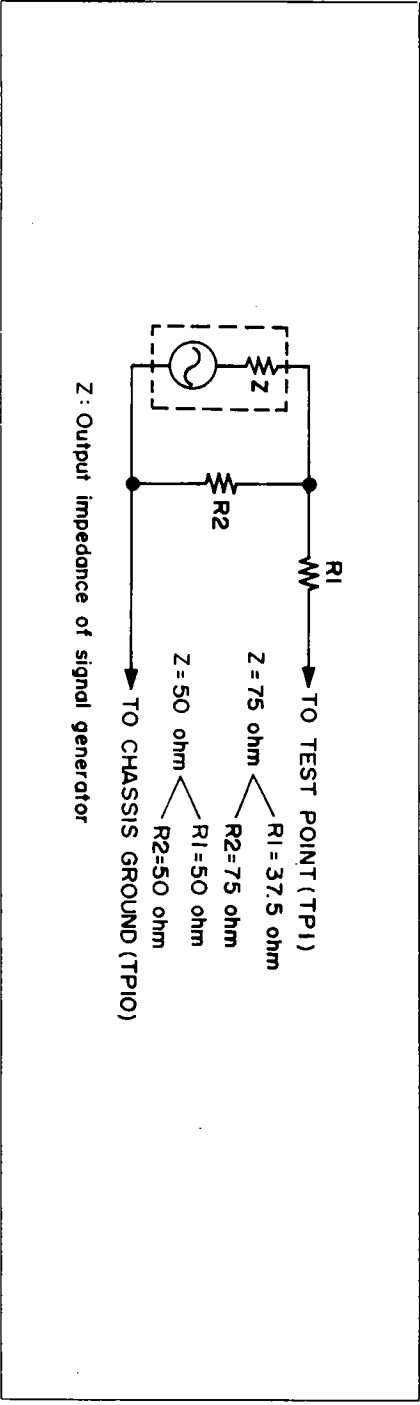 R1
TO TEST POINT (TP1)
Z
R2
Z = 75 ohm
R1 = 37.5 ohm
R2=75 ohm
Z = 50 ohm
R1=50 ohm
R2=50 ohm
TO CHASSIS GROUND (TP10)
Z : Output impedance of signal generator